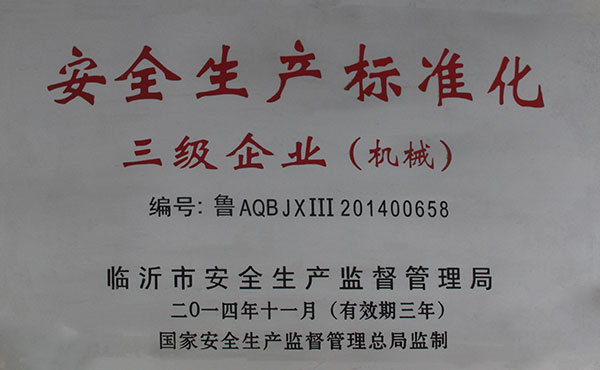 安全生产标准化
三级企业（机械）
编号: 鲁AQBJXIII201400658
临沂市安全生产监督管理局
二〇一四年十一月（有效期三年）
国家安全生产监督管理总局监制